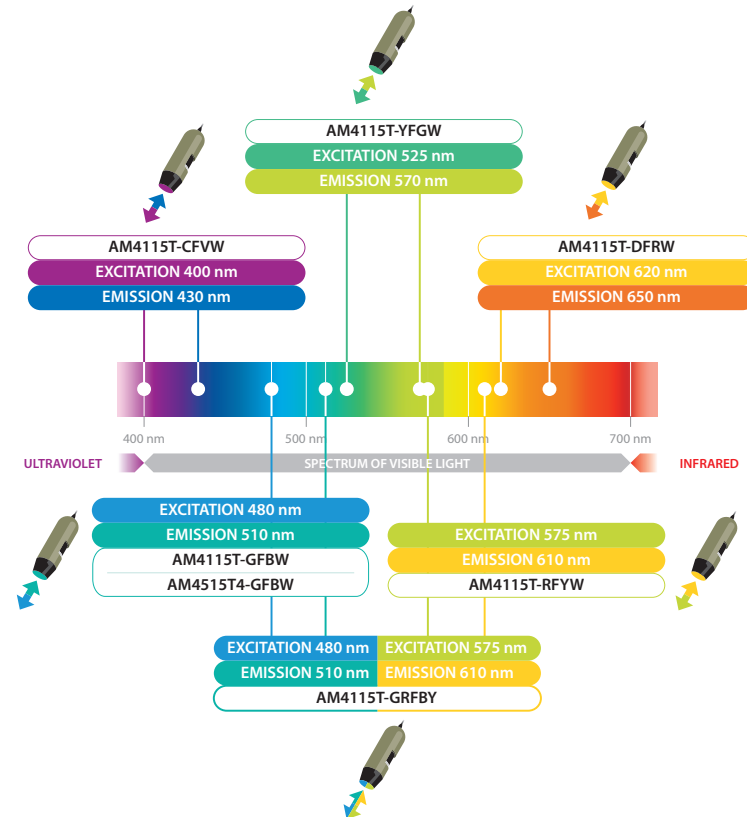 AM4115T-YFGW
EXCITATION 525 nm
EMISSION 570 nm
AM4115T-CFVW
EXCITATION 400 nm
EMISSION 430 nm
AM4115T-DFRW
EXCITATION 620 nm
EMISSION 650 nm
400 nm
500 nm
600 nm
700 nm
ULTRAVIOLET
SPECTRUM OF VISIBLE LIGHT
INFRARED
EXCITATION 480 nm
EMISSION 510 nm
AM4115T-GFBW
AM4515T4-GFBW
EXCITATION 575 nm
EMISSION 610 nm
AM4115T-RFYW
EXCITATION 480 nm
EXCITATION 575 nm
EMISSION 510 nm
EMISSION 610 nm
AM4115T-GRFBY